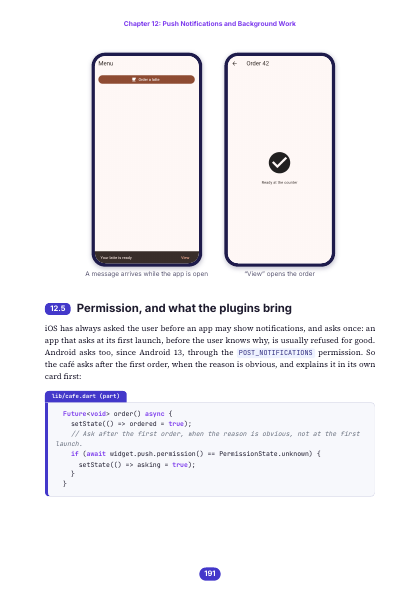 Chapter 12: Push Notifications and Background Work
Menu
Order a latte
Your latte is ready
View
Order 42
Ready at the counter
A message arrives while the app is open
"View" opens the order
12.5 Permission, and what the plugins bring
iOS has always asked the user before an app may show notifications, and asks once: an
app that asks at its first launch, before the user knows why, is usually refused for good.
Android asks too, since Android 13, through the POST_NOTIFICATIONS permission. So
the café asks after the first order, when the reason is obvious, and explains it in its own
card first:
lib/cafe.dart (part)
Future<void> order() async {
setState(() => ordered = true);
// Ask after the first order, when the reason is obvious, not at the first
launch.
if (await widget.push.permission() == PermissionState.unknown) {
setState(() => asking = true);
}
}
191